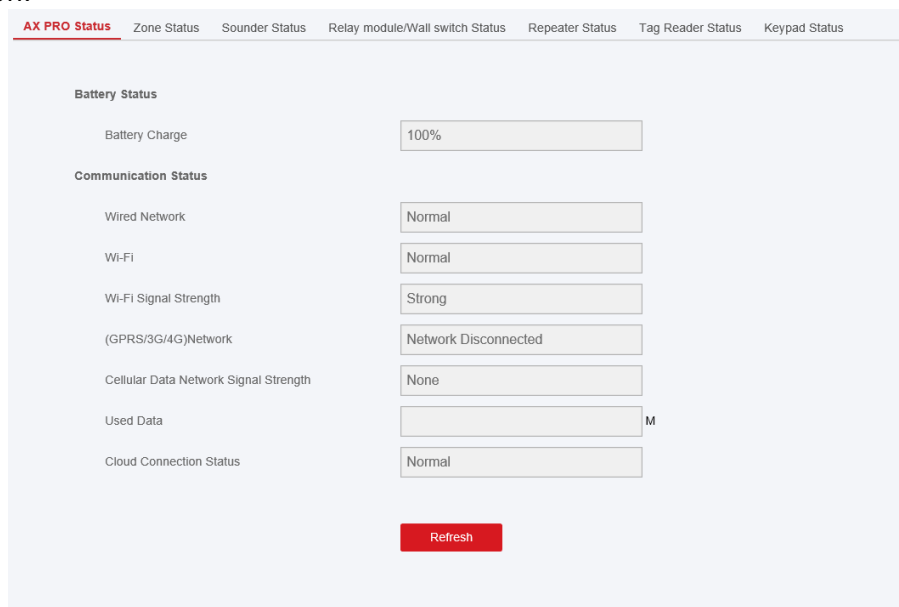 AX PRO Status Zone Status Sounder Status Relay module/Wall switch Status Repeater Status Tag Reader Status Keypad Status
Battery Status
Battery Charge 100%
Communication Status
Wired Network Normal
Wi-Fi Normal
Wi-Fi Signal Strength Strong
(GPRS/3G/4G)Network Network Disconnected
Cellular Data Network Signal Strength None
Used Data M
Cloud Connection Status Normal
Refresh